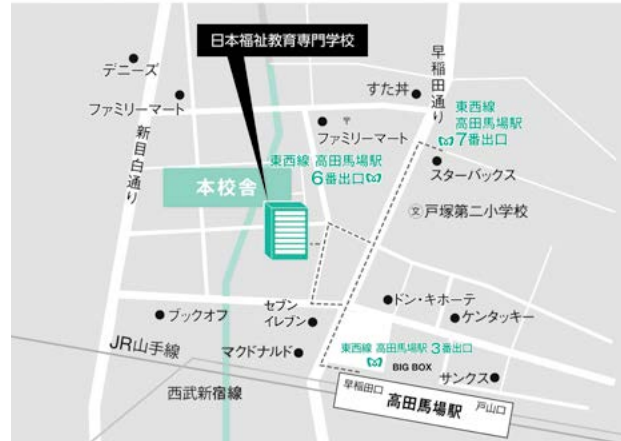 日本福祉教育専門学校
デニーズ
ファミリーマート
新目白通り
早稲田通り
すた丼
〒
ファミリーマート
東西線
高田馬場駅
7番出口
東西線 高田馬場駅
6番出口
スターバックス
本校舎
文
戸塚第二小学校
ブックオフ
セブン
イレブン
ドン・キホーテ
ケンタッキー
JR山手線
マクドナルド
東西線 高田馬場駅 3番出口
BIG BOX
サンクス
西武新宿線
早稲田口
高田馬場駅
戸山口